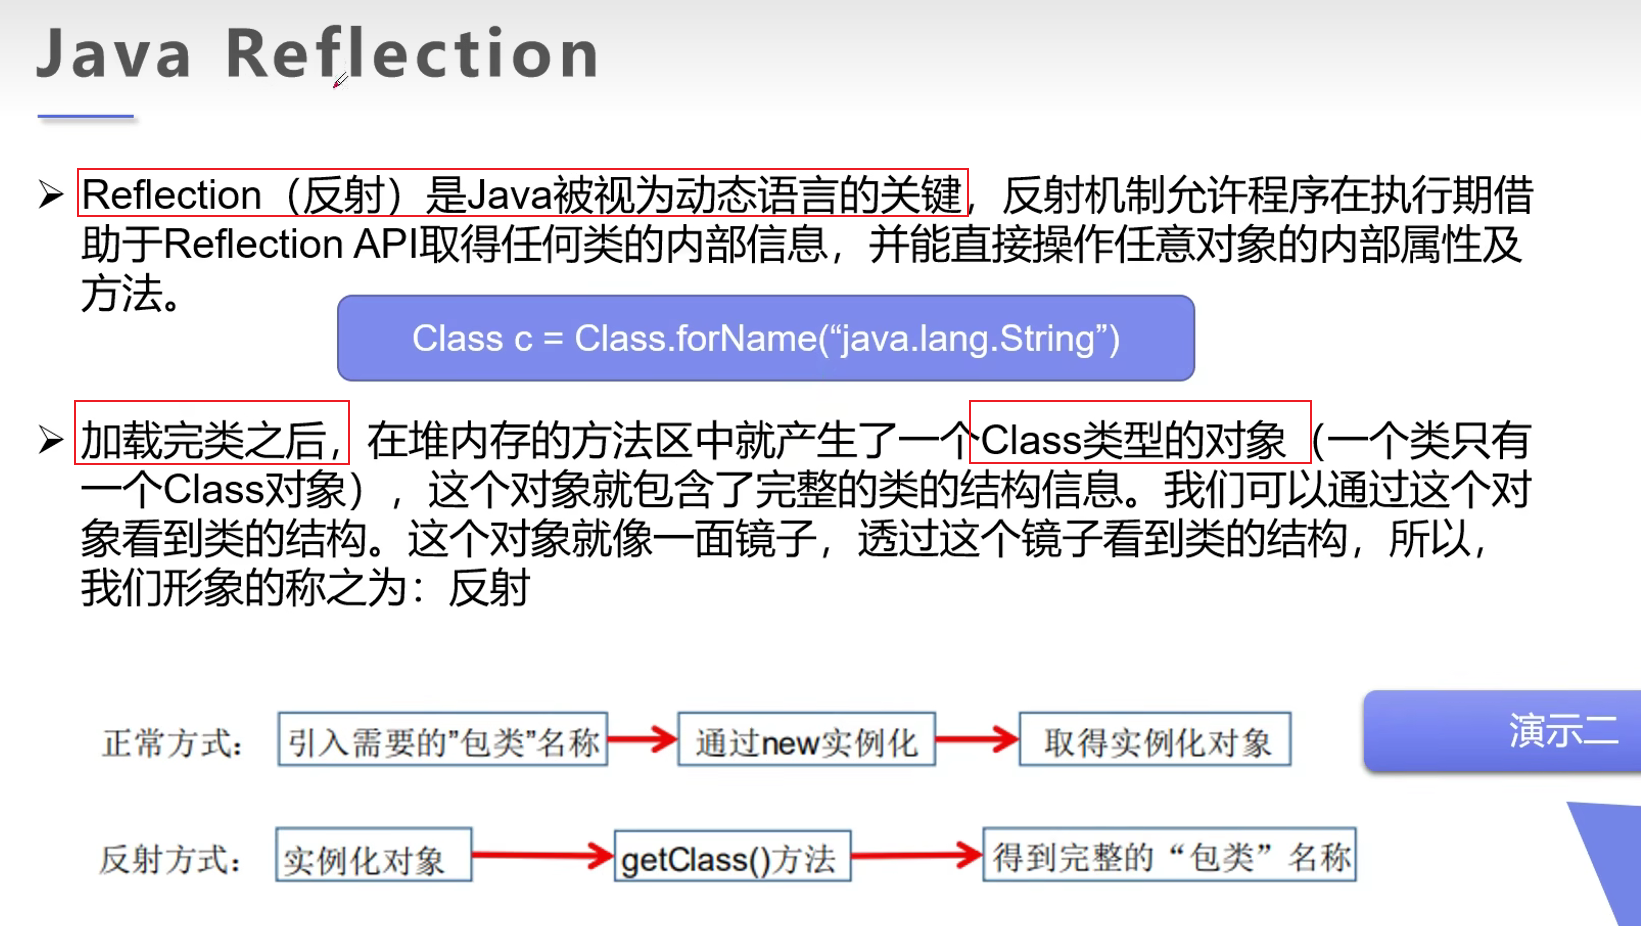 Java Reflection
Reflection（反射）是Java被视为动态语言的关键，反射机制允许程序在执行期借
助于Reflection API取得任何类的内部信息，并能直接操作任意对象的内部属性及
方法。
Class c = Class.forName(“java.lang.String”)
加载完类之后，在堆内存的方法区中就产生了一个Class类型的对象（一个类只有
一个Class对象），这个对象就包含了完整的类的结构信息。我们可以通过这个对
象看到类的结构。这个对象就像一面镜子，透过这个镜子看到类的结构，所以，
我们形象的称之为：反射
正常方式： 引入需要的”包类”名称 通过new实例化 取得实例化对象
演示二
反射方式： 实例化对象 getClass()方法 得到完整的“包类”名称